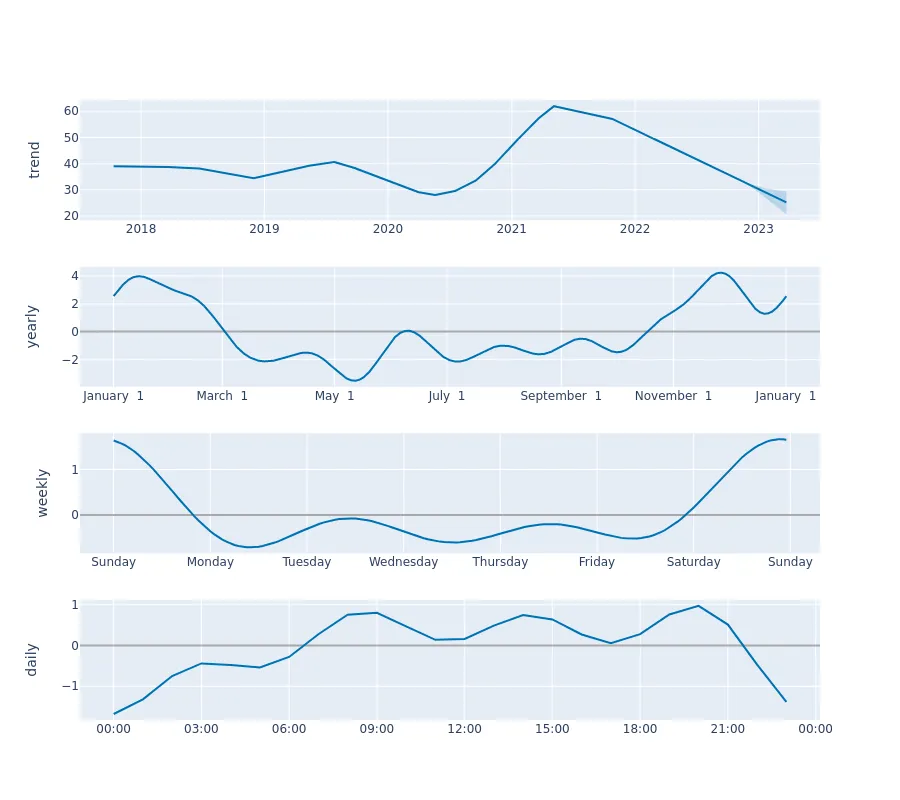 trend
60
50
40
30
20
2018 2019 2020 2021 2022 2023
yearly
4
2
0
−2
January 1 March 1 May 1 July 1 September 1 November 1 January 1
weekly
1
0
Sunday Monday Tuesday Wednesday Thursday Friday Saturday Sunday
daily
1
0
−1
00:00 03:00 06:00 09:00 12:00 15:00 18:00 21:00 00:00